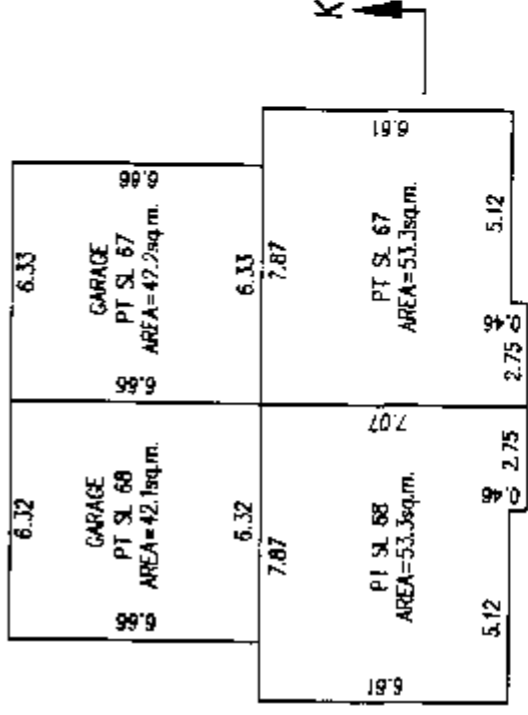 K
6.33
6.66
GARAGE
PT SL 67
AREA=42.2sq.m.
6.66
6.33
7.87
6.61
PT SL 67
AREA=53.3sq.m.
5.12
0.46
2.75
6.32
GARAGE
PT SL 68
AREA=42.1sq.m.
6.66
6.32
7.87
7.07
PT SL 68
AREA=53.3sq.m.
6.61
5.12
0.46
2.75